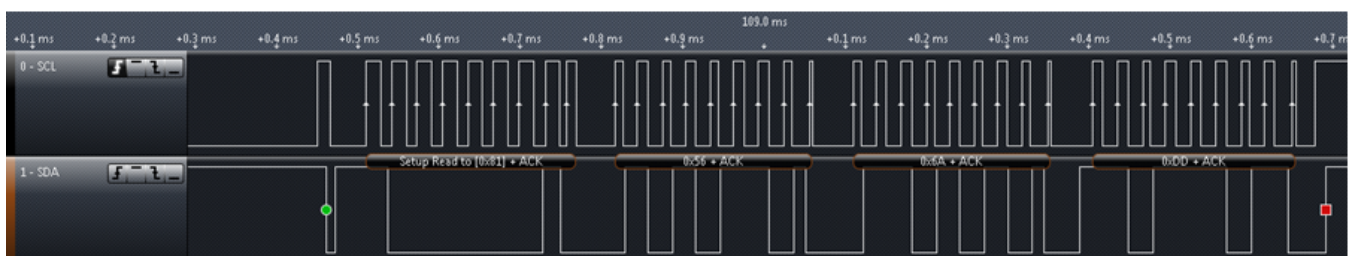 109.0 ms
+0.1 ms +0.2 ms +0.3 ms +0.4 ms +0.5 ms +0.6 ms +0.7 ms +0.8 ms +0.9 ms +0.1 ms +0.2 ms +0.3 ms +0.4 ms +0.5 ms +0.6 ms +0.7 m
0 - SCL
Setup Read to [0x81] + ACK 0x56 + ACK 0x6A + ACK 0xDD + ACK
1 - SDA